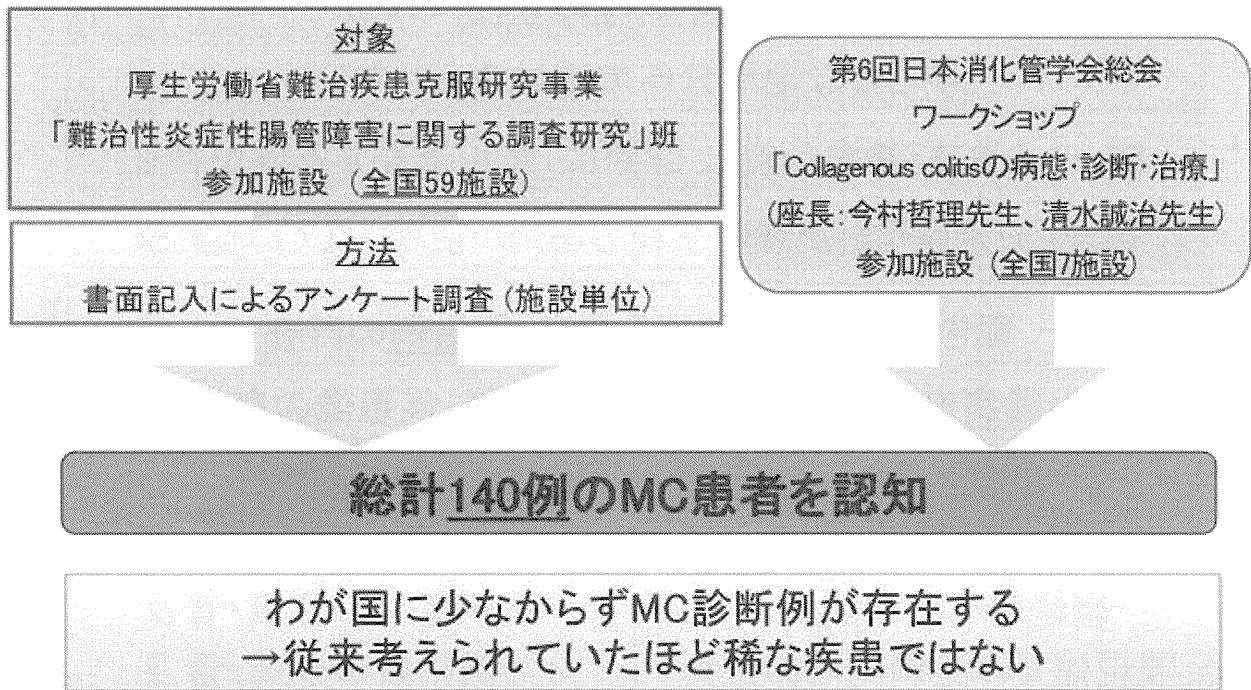 対象
厚生労働省難治疾患克服研究事業
「難治性炎症性腸管障害に関する調査研究」班
参加施設（全国59施設）
方法
書面記入によるアンケート調査（施設単位）
第6回日本消化管学会総会
ワークショップ
「Collagenous colitisの病態・診断・治療」
(座長：今村哲理先生、清水誠治先生)
参加施設（全国7施設）
総計140例のMC患者を認知
わが国に少なからずMC診断例が存在する
→従来考えられていたほど稀な疾患ではない